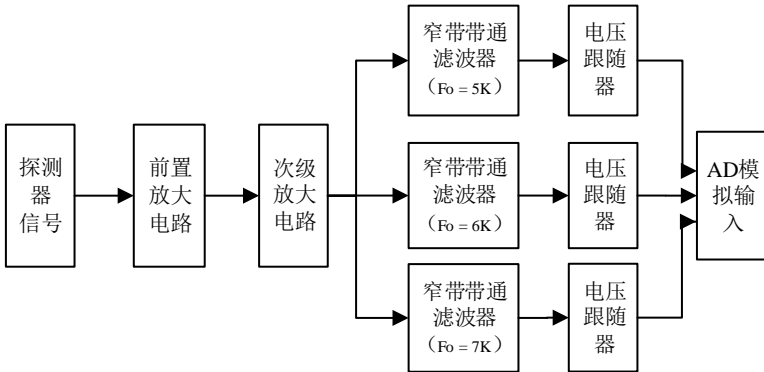 探测
器
信号
前置
放大
电路
次级
放大
电路
窄带带通
滤波器
（Fo = 5K）
电压
跟随
器
窄带带通
滤波器
（Fo = 6K）
电压
跟随
器
窄带带通
滤波器
（Fo = 7K）
电压
跟随
器
AD模
拟输
入